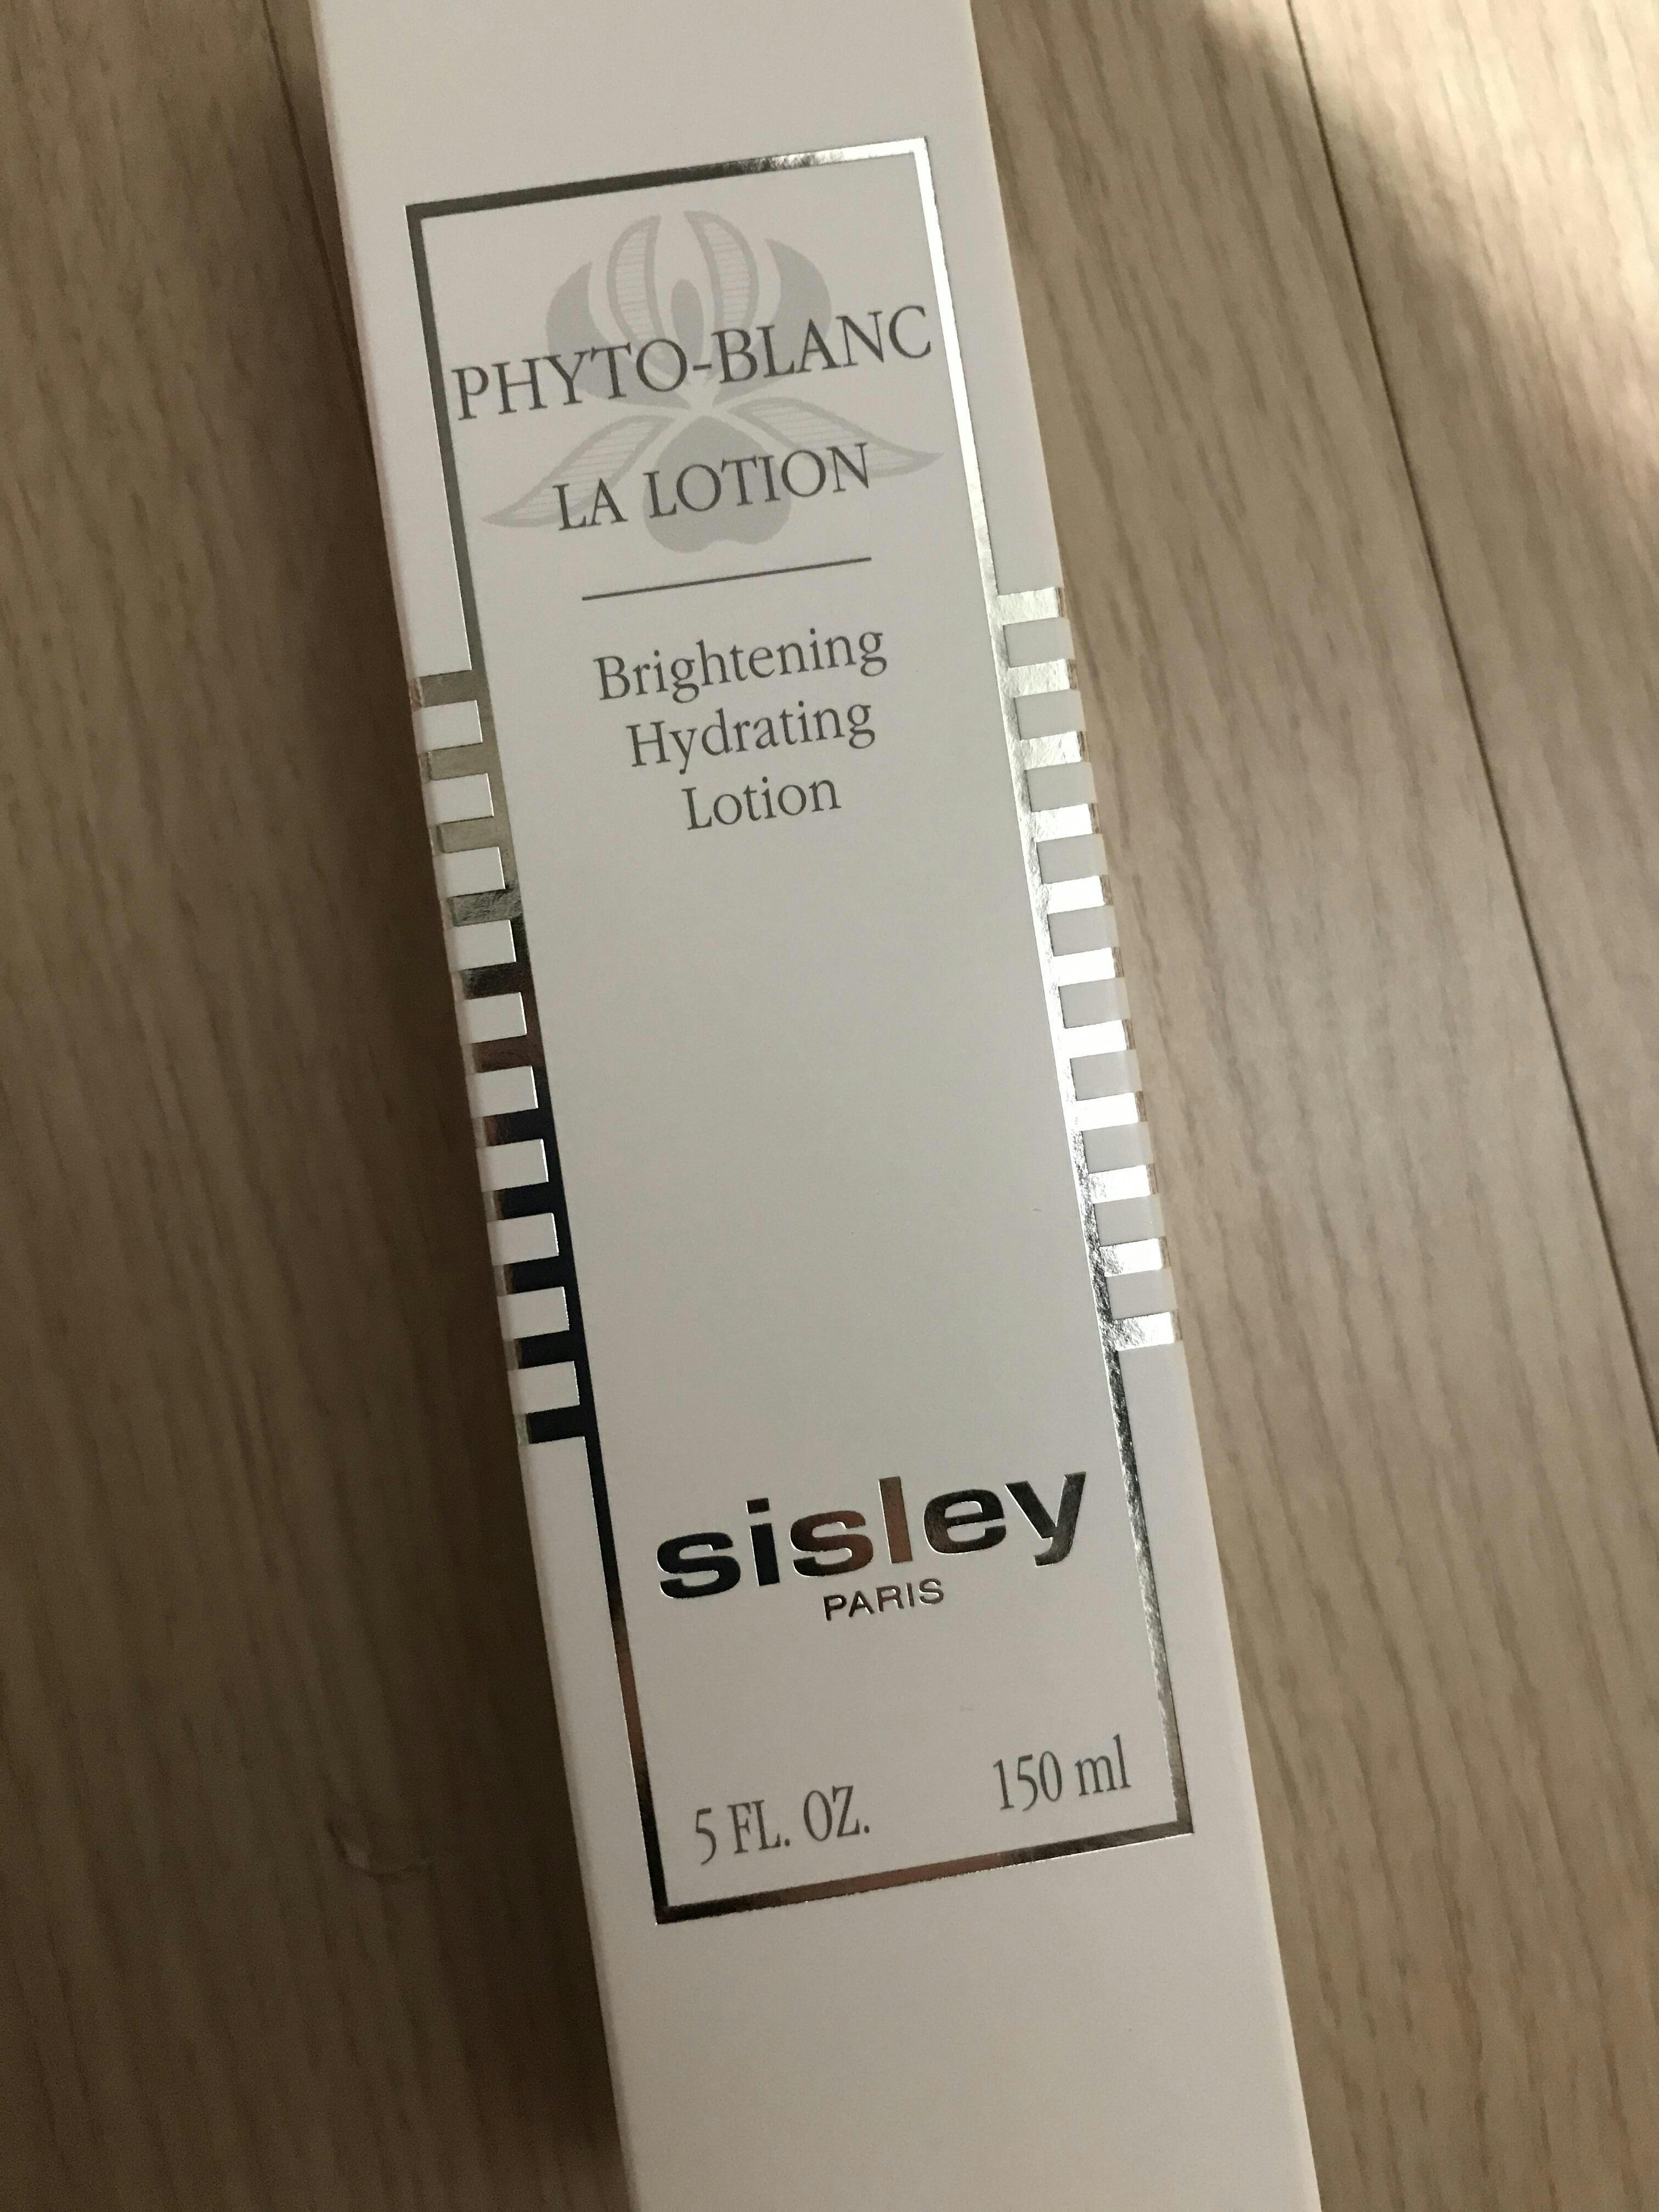 PHYTO-BLANC
LA LOTION
Brightening
Hydrating
Lotion
sisley
PARIS
5 FL. OZ. 150 ml